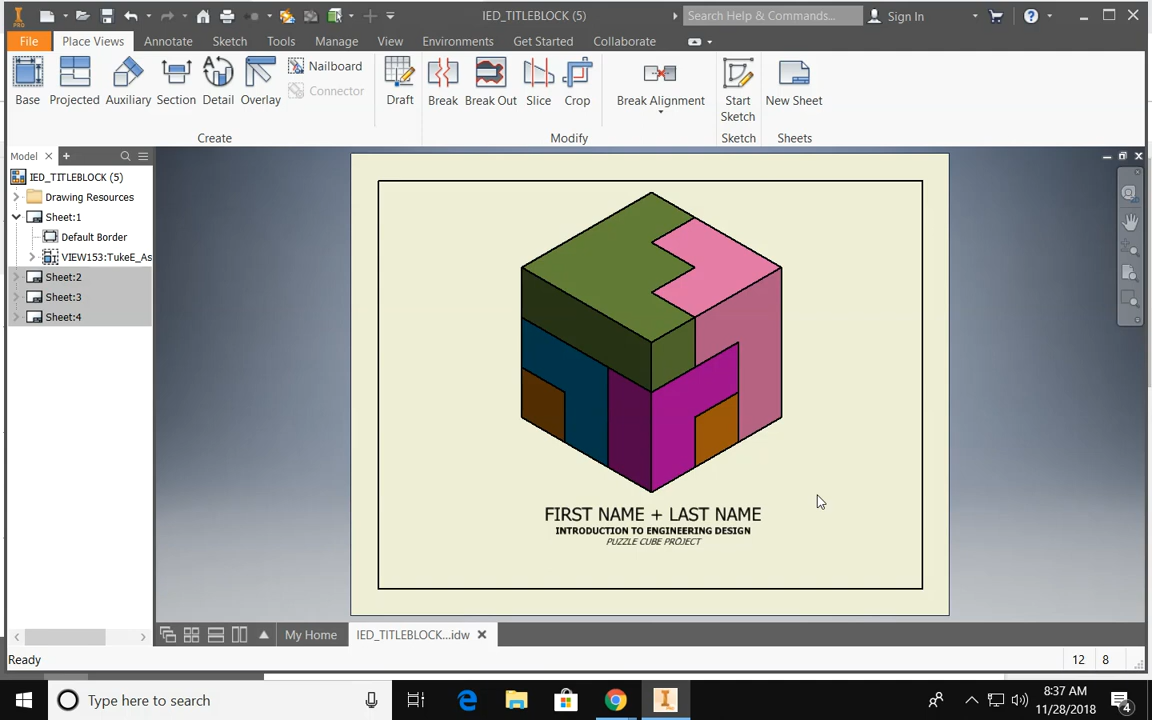 IED_TITLEBLOCK (5)
Search Help & Commands...
Sign In
PRO
File
Place Views
Annotate
Sketch
Tools
Manage
View
Environments
Get Started
Collaborate
Base
Projected
Auxiliary
Section
Detail
Overlay
Nailboard
Connector
Draft
Break
Break Out
Slice
Crop
Break Alignment
Start Sketch
New Sheet
Create
Modify
Sketch
Sheets
Model
IED_TITLEBLOCK (5)
Drawing Resources
Sheet:1
Default Border
VIEW153:TukeE_As
Sheet:2
Sheet:3
Sheet:4
FIRST NAME + LAST NAME
INTRODUCTION TO ENGINEERING DESIGN
PUZZLE CUBE PROJECT
My Home
IED_TITLEBLOCK...idw
Ready
12
8
Type here to search
8:37 AM
11/28/2018
4